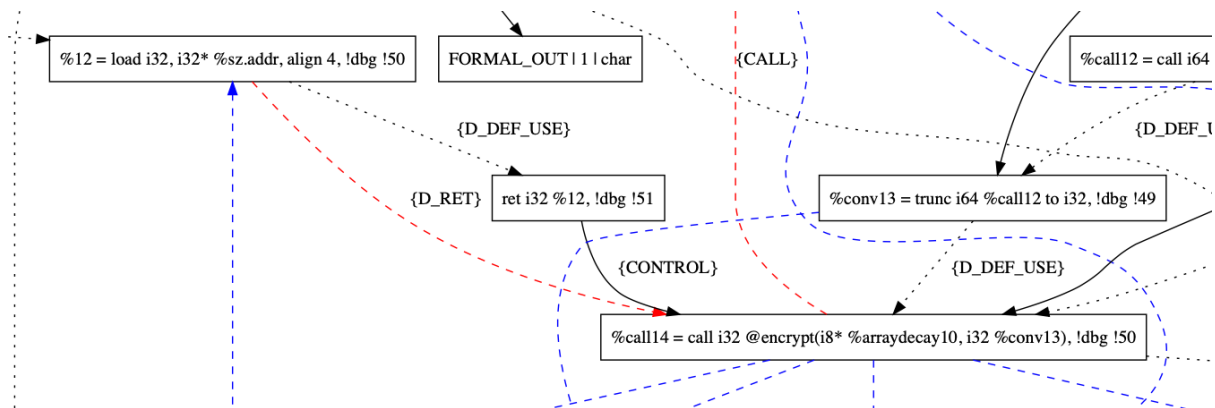 %12 = load i32, i32* %sz.addr, align 4, !dbg !50
FORMAL_OUT | 1 | char
{CALL}
%call12 = call i64
{D_DEF_USE}
{D_RET}
ret i32 %12, !dbg !51
%conv13 = trunc i64 %call12 to i32, !dbg !49
{CONTROL}
{D_DEF_USE}
%call14 = call i32 @encrypt(i8* %arraydecay10, i32 %conv13), !dbg !50